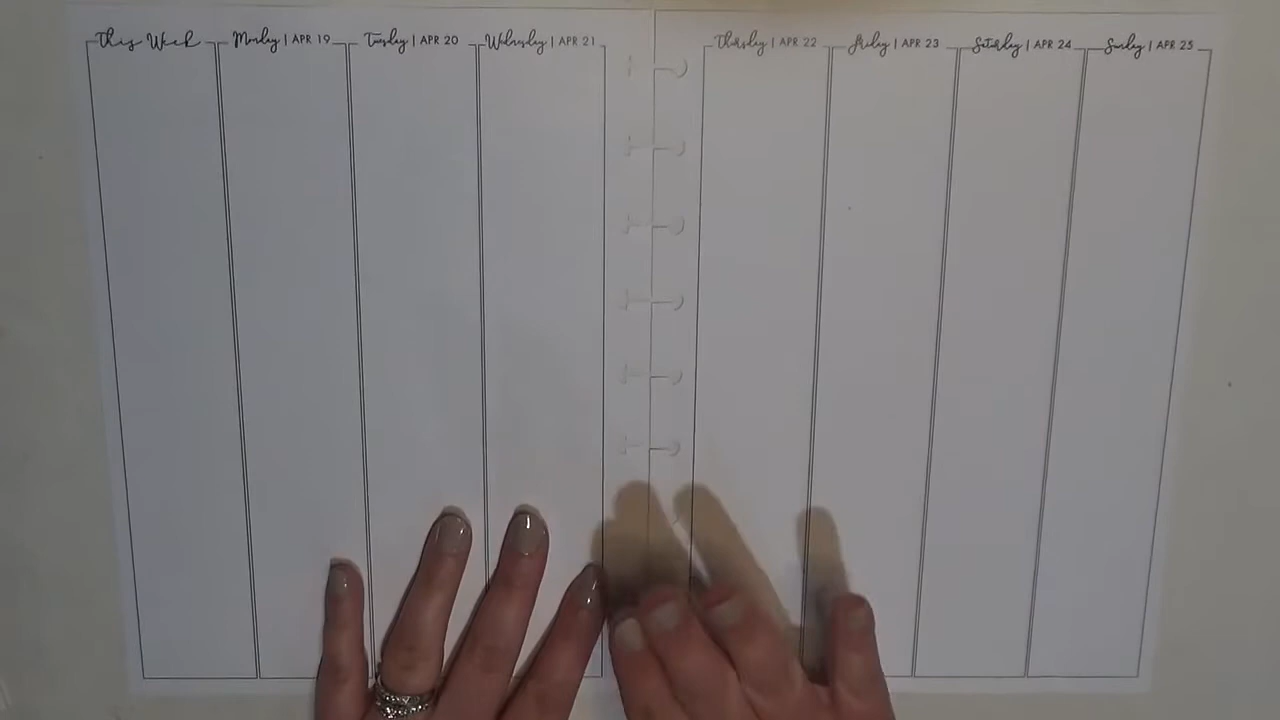 This Week
Monday | APR 19
Tuesday | APR 20
Wednesday | APR 21
Thursday | APR 22
Friday | APR 23
Saturday | APR 24
Sunday | APR 25